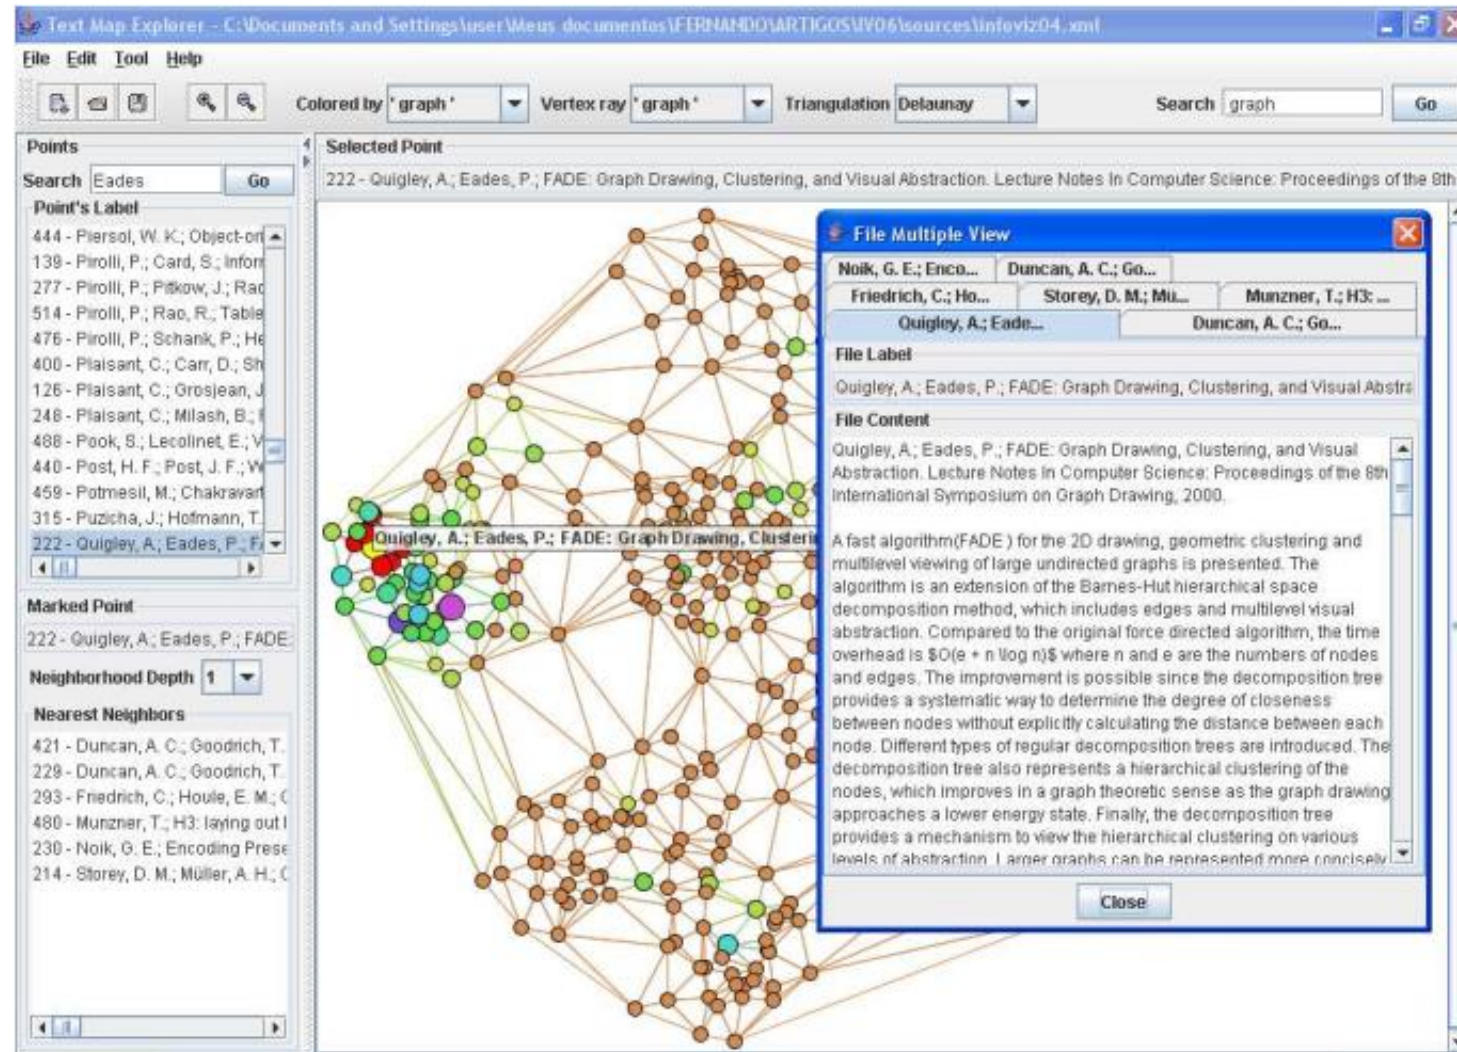 Text Map Explorer - C:\Documents and Settings\user\Meus documentos\FERNANDO\ARTIGOS\IV06\sources\infoviz04.xml
File Edit Tool Help
Colored by ' graph ' Vertex ray ' graph ' Triangulation Delaunay Search graph Go
Points
Search Eades Go
Point's Label
444 - Piersol, W. K.; Object-ori
139 - Pirolli, P.; Card, S.; Inform
277 - Pirolli, P.; Pitkow, J.; Rac
514 - Pirolli, P.; Rao, R.; Table
476 - Pirolli, P.; Schank, P.; He
400 - Plaisant, C.; Carr, D.; Sh
126 - Plaisant, C.; Grosjean, J
248 - Plaisant, C.; Milash, B.;
488 - Pook, S.; Lecolinet, E.; V
440 - Post, H. F.; Post, J. F.; W
459 - Potmesil, M.; Chakravart
315 - Puzicha, J.; Hofmann, T.
222 - Quigley, A.; Eades, P.; F
Marked Point
222 - Quigley, A.; Eades, P.; FADE:
Neighborhood Depth 1
Nearest Neighbors
421 - Duncan, A. C.; Goodrich, T.
229 - Duncan, A. C.; Goodrich, T.
293 - Friedrich, C.; Houle, E. M.; C
480 - Munzner, T.; H3: laying out l
230 - Noik, G. E.; Encoding Prese
214 - Storey, D. M.; Müller, A. H.; C
Selected Point
222 - Quigley, A.; Eades, P.; FADE: Graph Drawing, Clustering, and Visual Abstraction. Lecture Notes In Computer Science: Proceedings of the 8th
Quigley, A.; Eades, P.; FADE: Graph Drawing, Clusteri
File Multiple View
Noik, G. E.; Enco... Duncan, A. C.; Go...
Friedrich, C.; Ho... Storey, D. M.; Mü... Munzner, T.; H3: ...
Quigley, A.; Eade... Duncan, A. C.; Go...
File Label
Quigley, A.; Eades, P.; FADE: Graph Drawing, Clustering, and Visual Abstra
File Content
Quigley, A.; Eades, P.; FADE: Graph Drawing, Clustering, and Visual
Abstraction. Lecture Notes In Computer Science: Proceedings of the 8th
International Symposium on Graph Drawing, 2000.
A fast algorithm(FADE ) for the 2D drawing, geometric clustering and
multilevel viewing of large undirected graphs is presented. The
algorithm is an extension of the Barnes-Hut hierarchical space
decomposition method, which includes edges and multilevel visual
abstraction. Compared to the original force directed algorithm, the time
overhead is $O(e + n \log n)$ where n and e are the numbers of nodes
and edges. The improvement is possible since the decomposition tree
provides a systematic way to determine the degree of closeness
between nodes without explicitly calculating the distance between each
node. Different types of regular decomposition trees are introduced. The
decomposition tree also represents a hierarchical clustering of the
nodes, which improves in a graph theoretic sense as the graph drawing
approaches a lower energy state. Finally, the decomposition tree
provides a mechanism to view the hierarchical clustering on various
levels of abstraction. Larger graphs can be represented more concisely,
Close